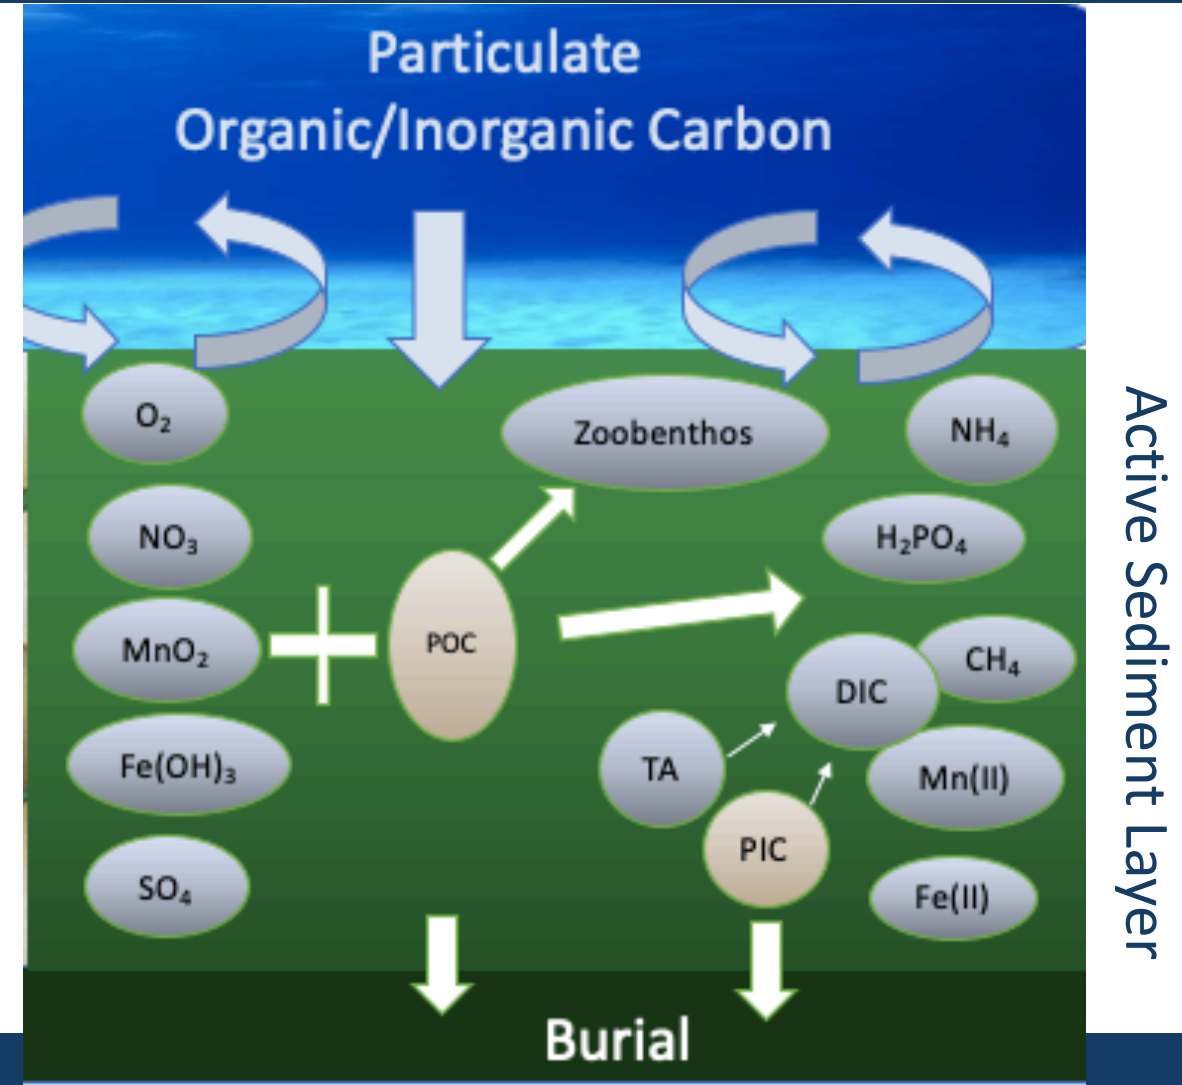 Particulate
Organic/Inorganic Carbon
O₂
Zoobenthos
NH₄
NO₃
H₂PO₄
MnO₂
POC
CH₄
DIC
Fe(OH)₃
TA
Mn(II)
PIC
SO₄
Fe(II)
Burial
Active Sediment Layer